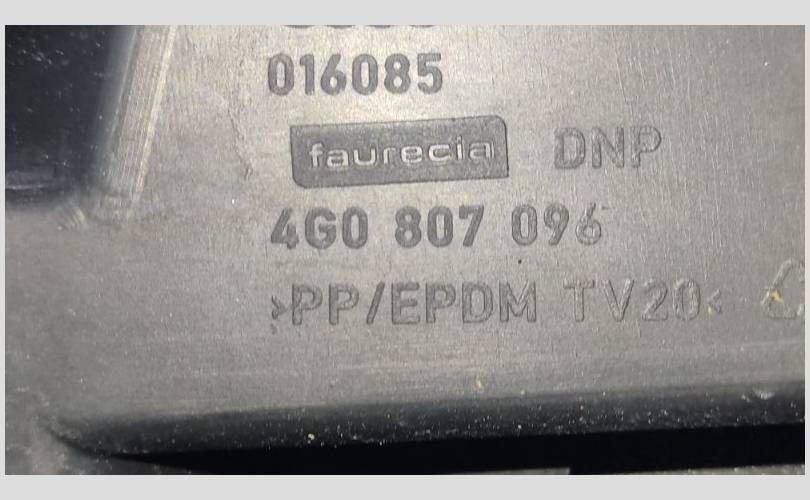 016085
faurecia DNP
4G0 807 096
>PP/EPDM TV20<